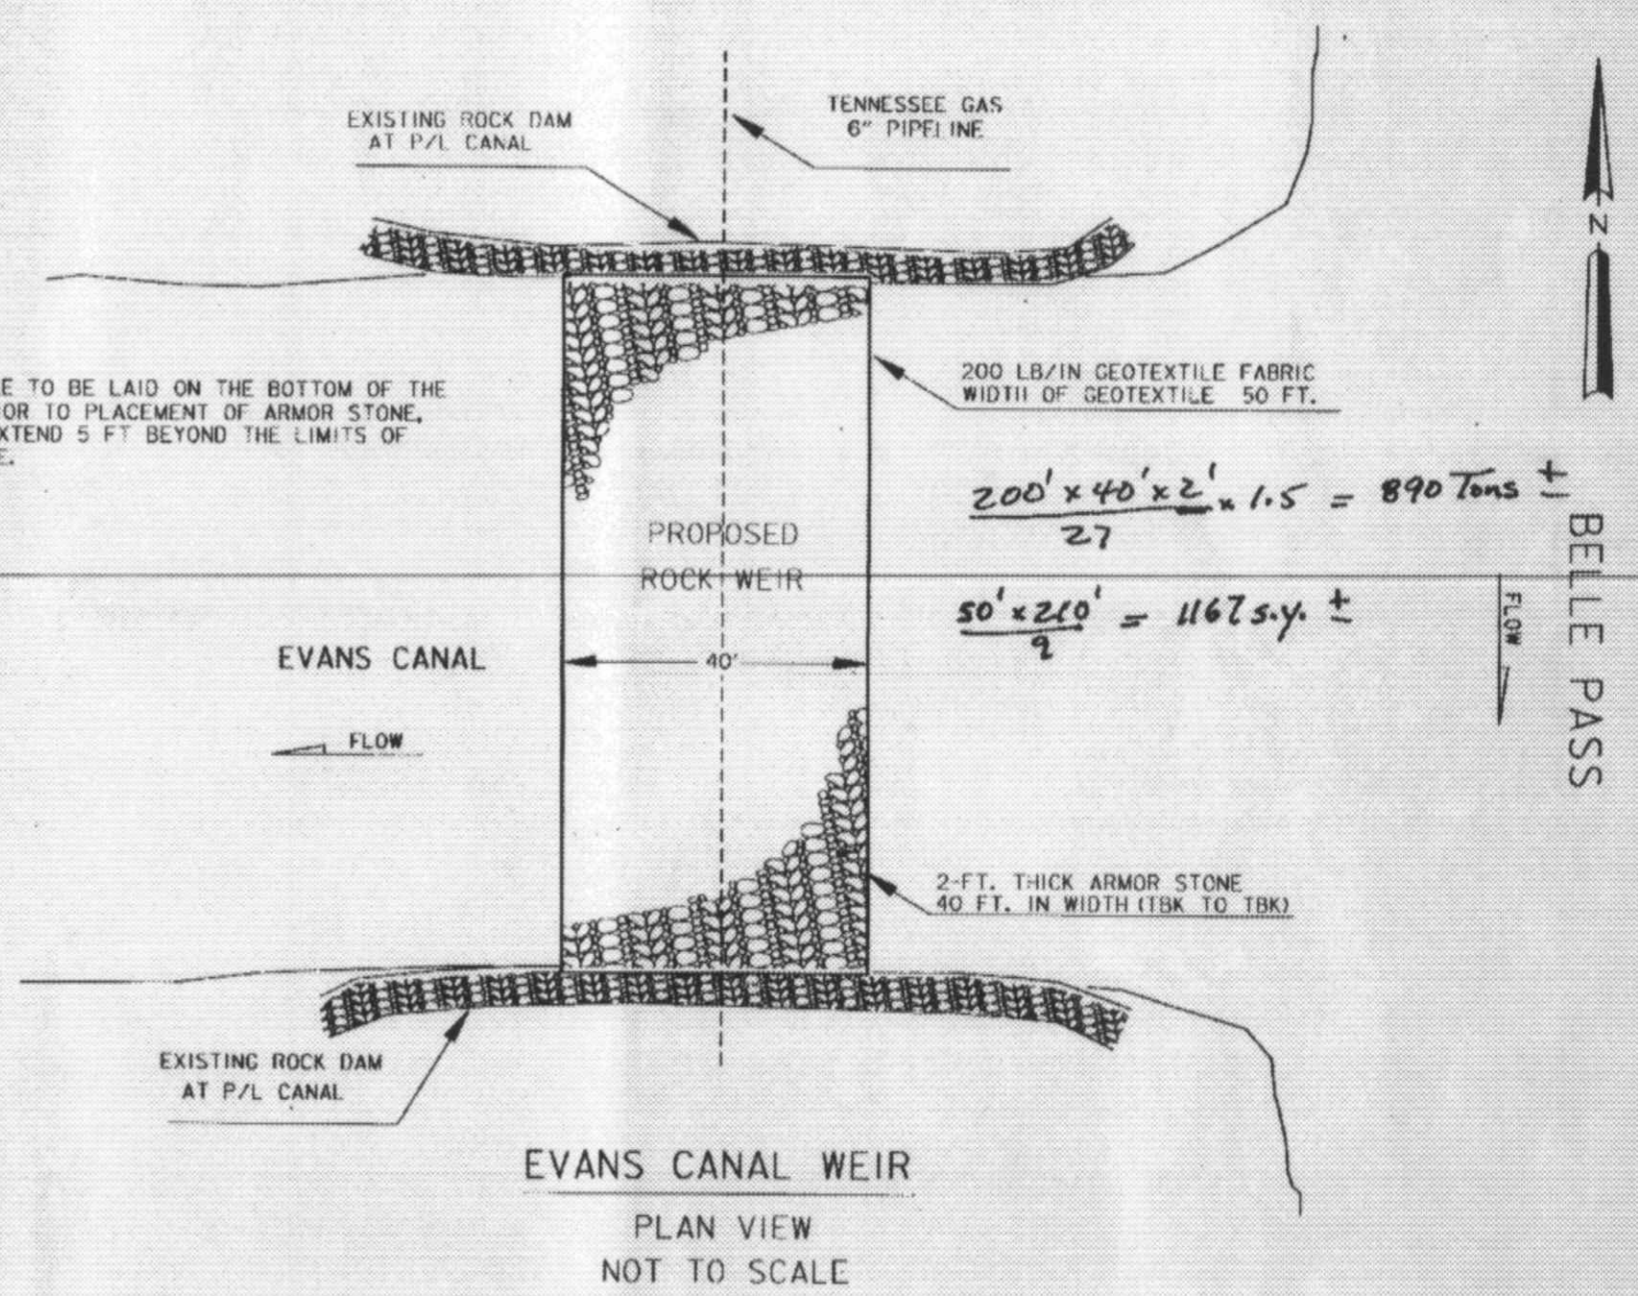 EXISTING ROCK DAM
AT P/L CANAL
TENNESSEE GAS
6" PIPELINE
N
E TO BE LAID ON THE BOTTOM OF THE
OR TO PLACEMENT OF ARMOR STONE,
XTEND 5 FT BEYOND THE LIMITS OF
E.
200 LB/IN GEOTEXTILE FABRIC
WIDTH OF GEOTEXTILE 50 FT.
200' x 40' x 2' x 1.5 = 890 Tons ±
27
PROPOSED
ROCK WEIR
50' x 210' = 1167 s.y. ±
9
BELLE PASS
FLOW
EVANS CANAL
40'
FLOW
2-FT. THICK ARMOR STONE
40 FT. IN WIDTH (TBK TO TBK)
EXISTING ROCK DAM
AT P/L CANAL
EVANS CANAL WEIR
PLAN VIEW
NOT TO SCALE